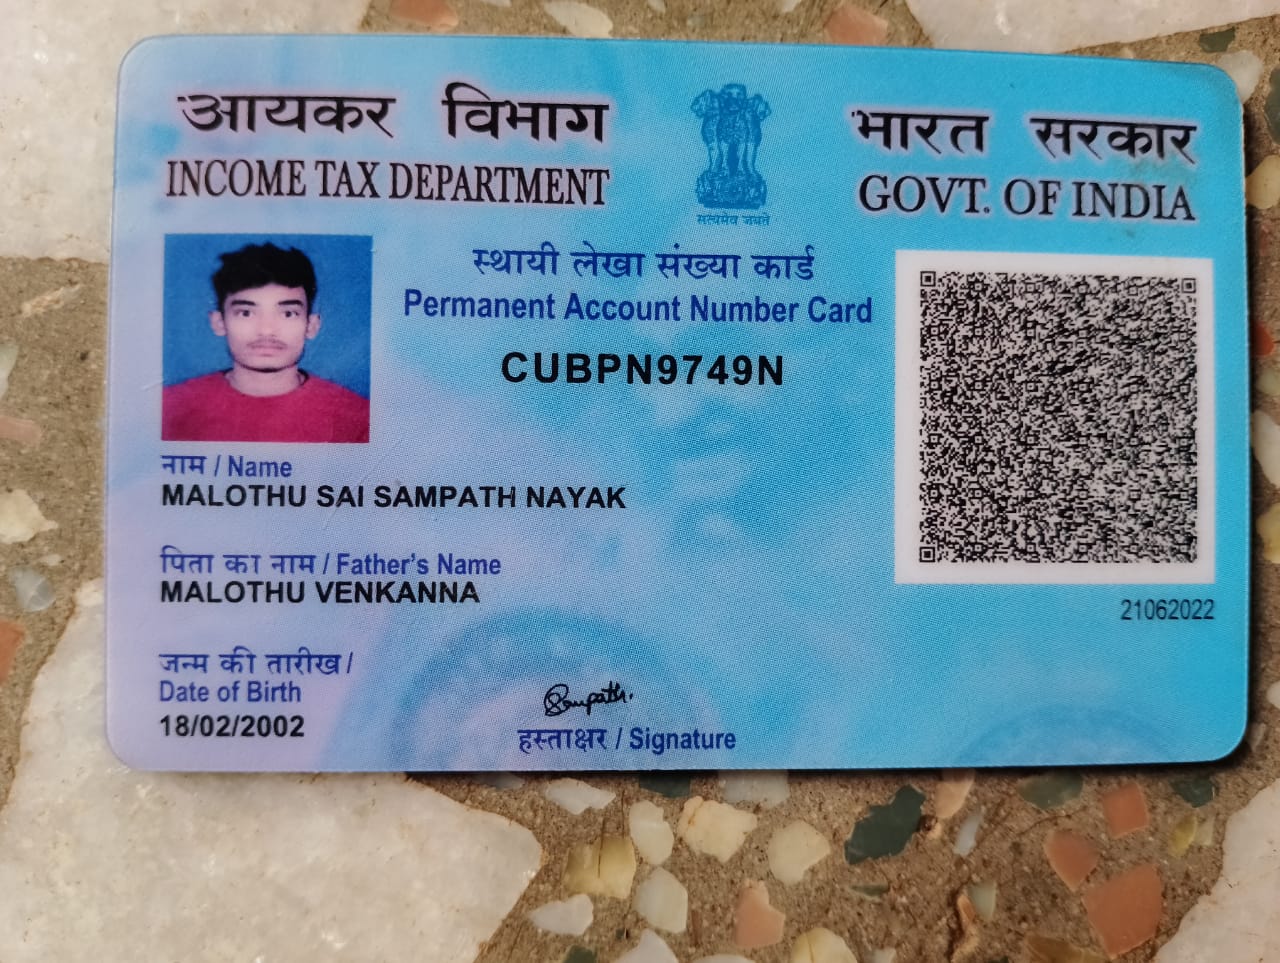 आयकर विभाग
INCOME TAX DEPARTMENT
सत्यमेव जयते
भारत सरकार
GOVT. OF INDIA
स्थायी लेखा संख्या कार्ड
Permanent Account Number Card
CUBPN9749N
नाम / Name
MALOTHU SAI SAMPATH NAYAK
पिता का नाम / Father's Name
MALOTHU VENKANNA
21062022
जन्म की तारीख /
Date of Birth
18/02/2002
Sampath.
हस्ताक्षर / Signature